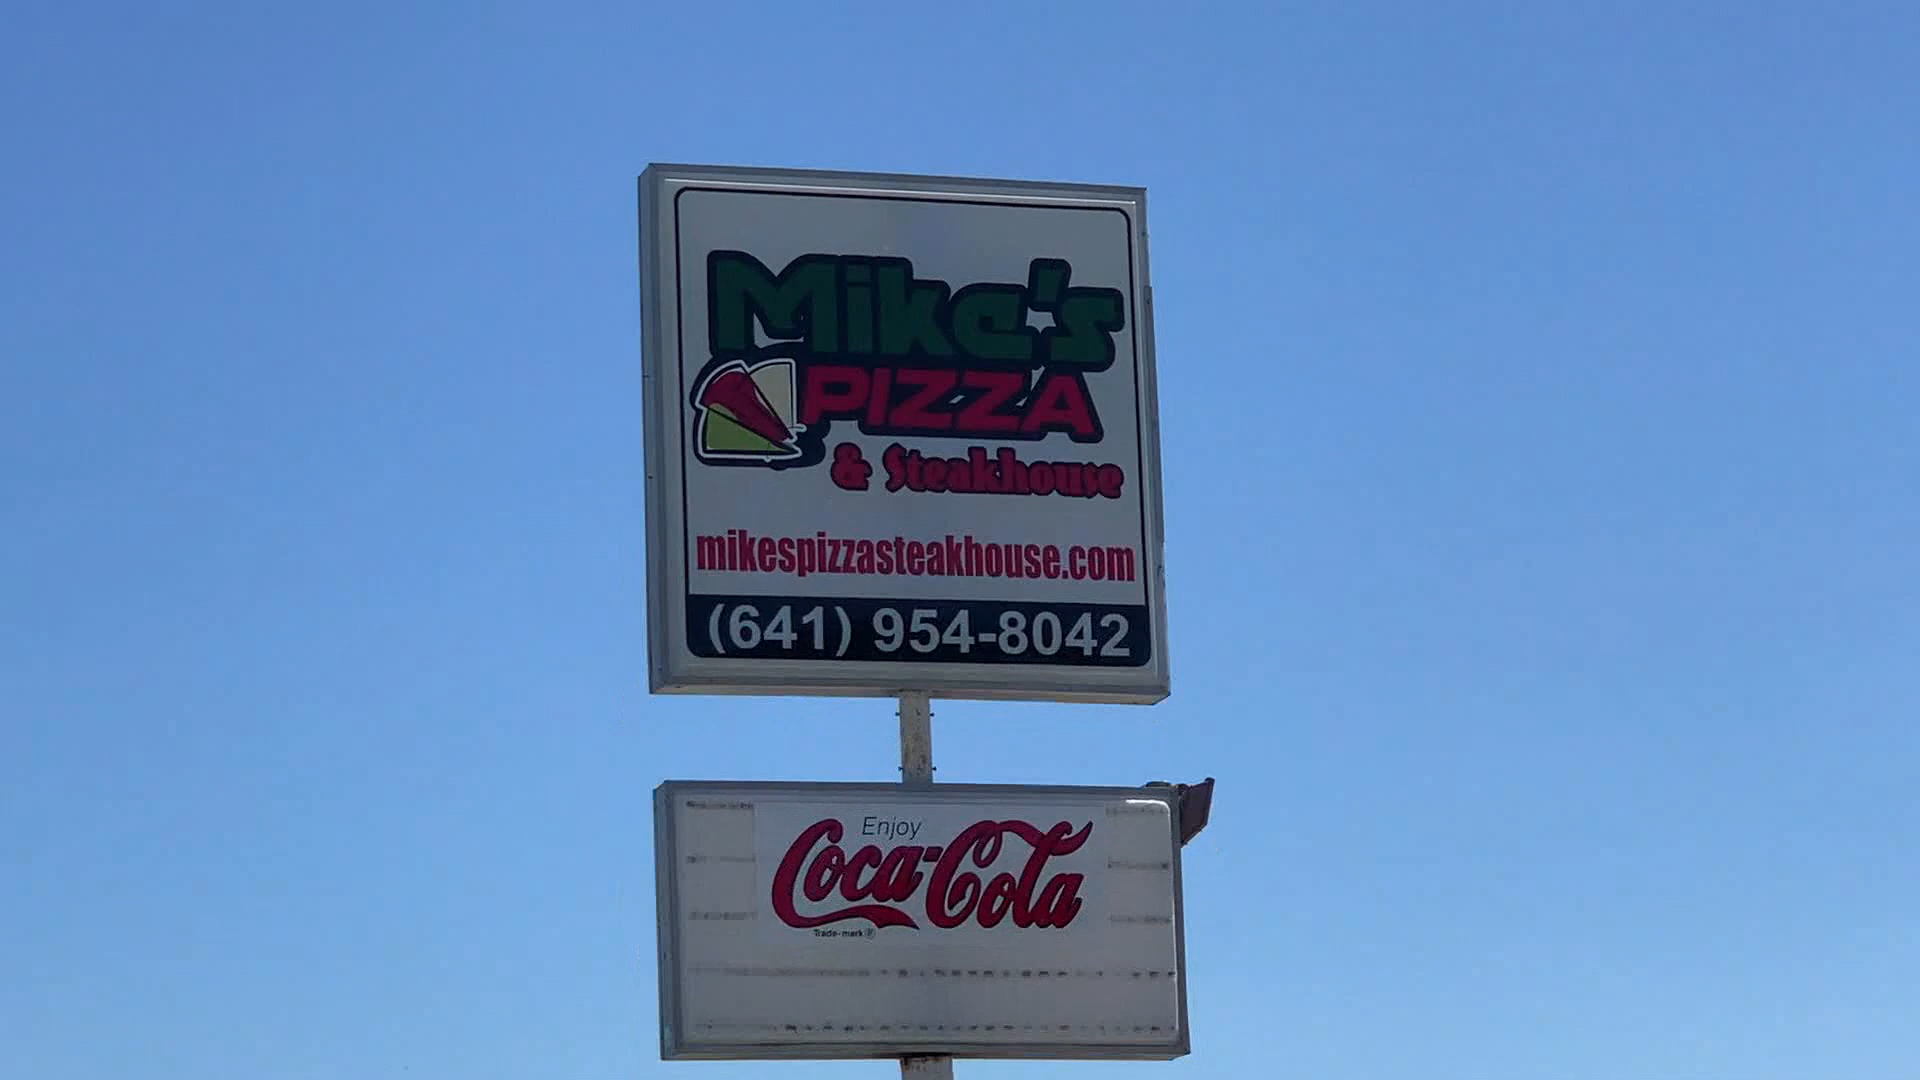 Mike's
PIZZA
& Steakhouse
mikespizzasteakhouse.com
(641) 954-8042
Enjoy
Coca-Cola
Trade-mark ®